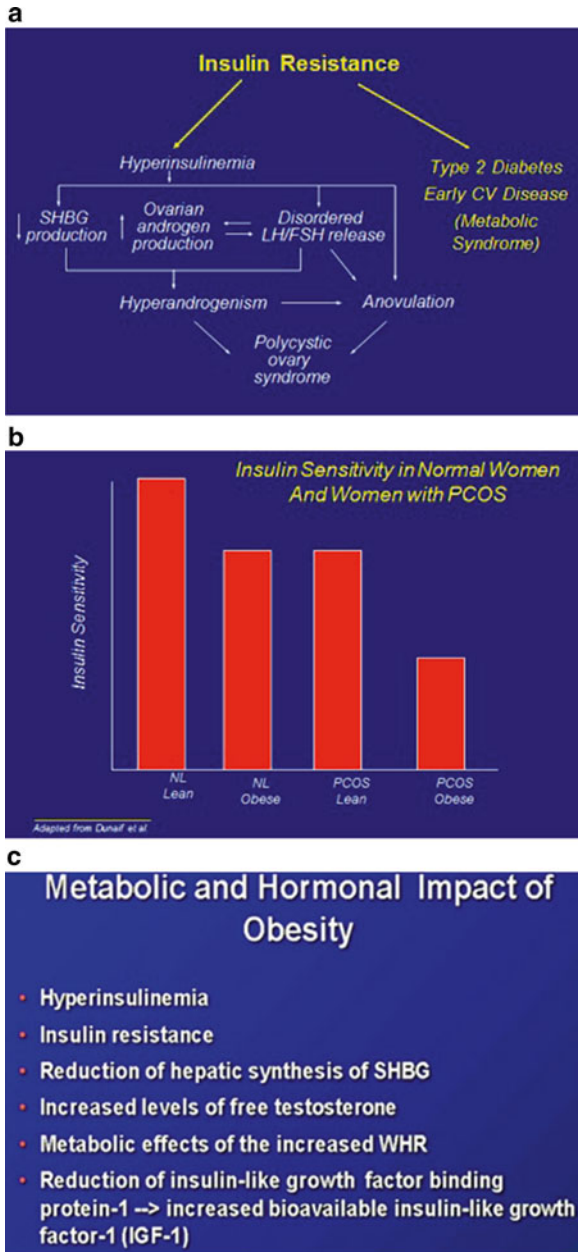 a
Insulin Resistance
Hyperinsulinemia
Type 2 Diabetes
Early CV Disease
(Metabolic
Syndrome)
↓ SHBG
production
↑ Ovarian
androgen
production
Disordered
LH/FSH release
Hyperandrogenism
Anovulation
Polycystic
ovary
syndrome
b
Insulin Sensitivity in Normal Women
And Women with PCOS
Insulin Sensitivity
NL
Lean
NL
Obese
PCOS
Lean
PCOS
Obese
Adapted from Dunaif et al
c
Metabolic and Hormonal Impact of
Obesity
• Hyperinsulinemia
• Insulin resistance
• Reduction of hepatic synthesis of SHBG
• Increased levels of free testosterone
• Metabolic effects of the increased WHR
• Reduction of insulin-like growth factor binding
protein-1 --> increased bioavailable insulin-like growth
factor-1 (IGF-1)